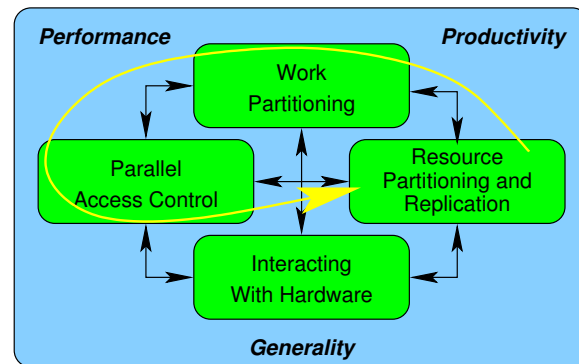 Performance
Productivity
Work
Partitioning
Parallel
Access Control
Resource
Partitioning and
Replication
Interacting
With Hardware
Generality